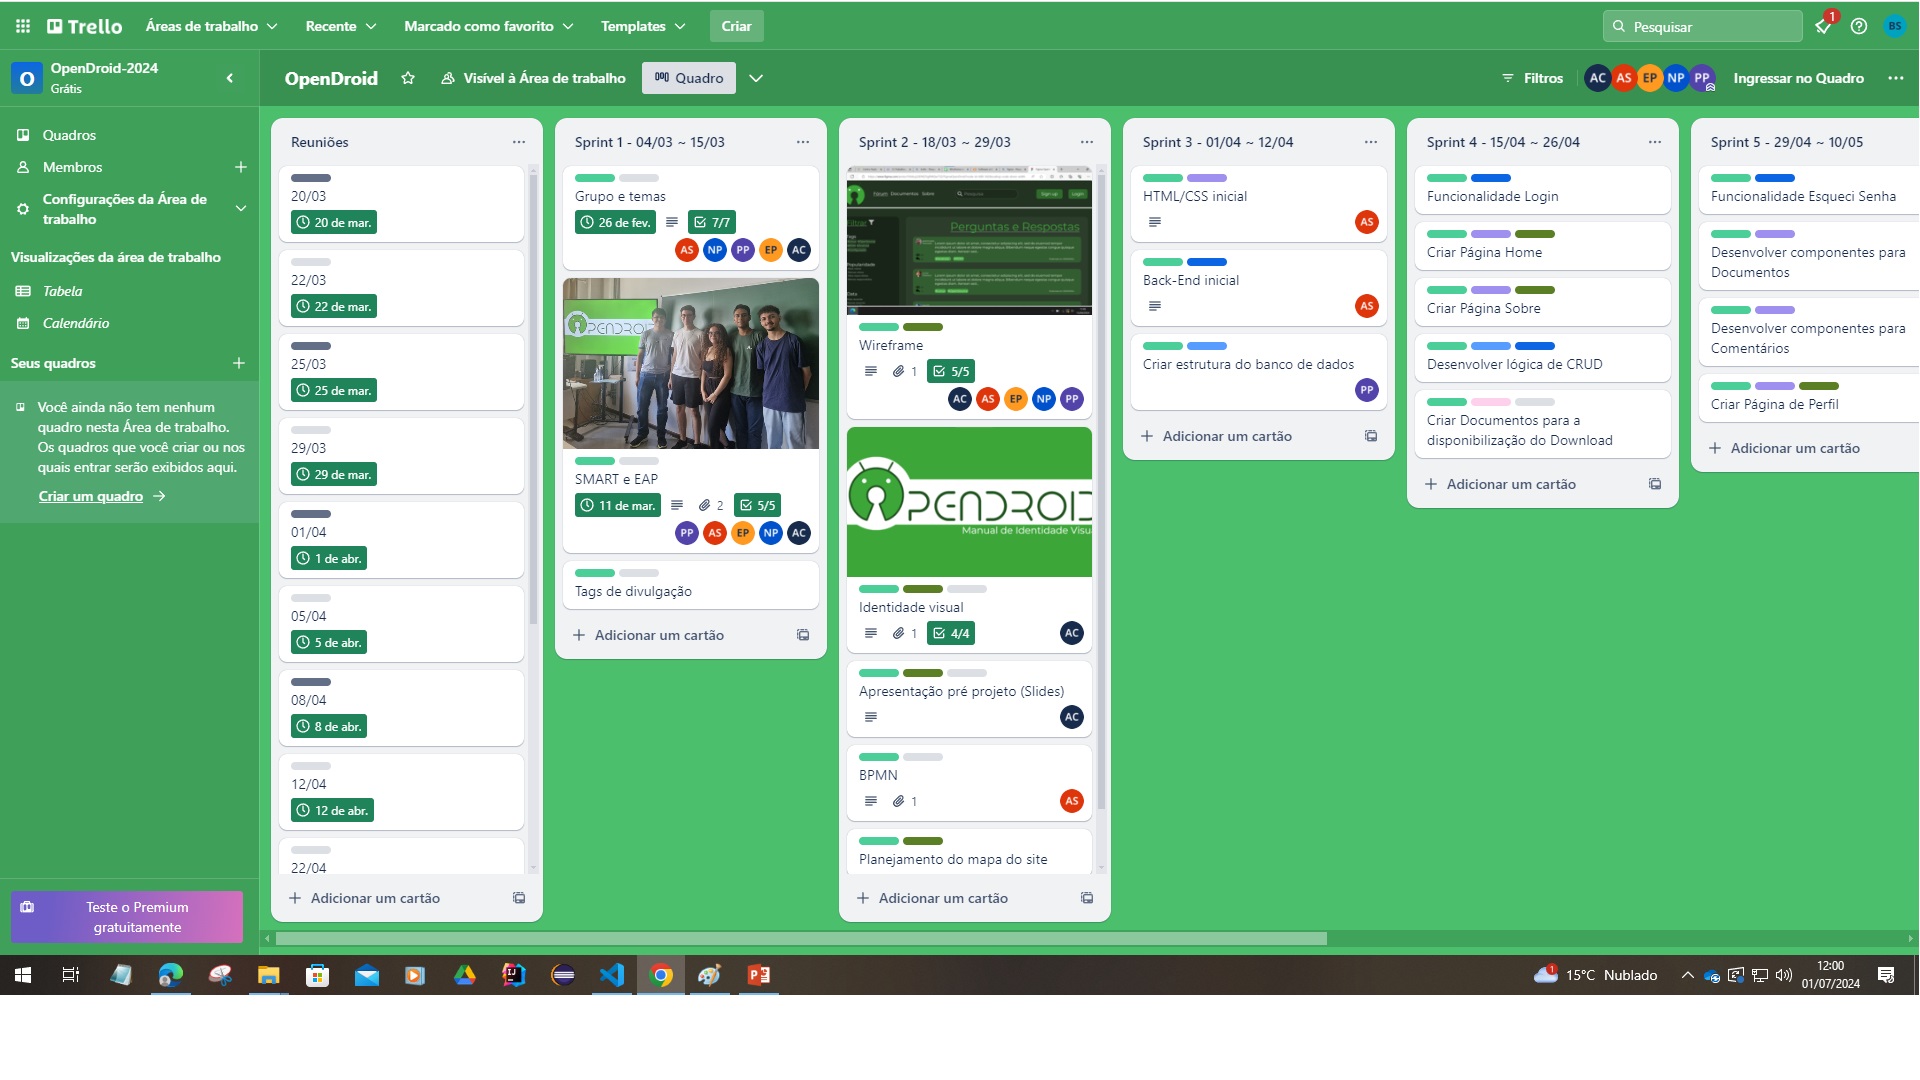 Trello
Áreas de trabalho
Recente
Marcado como favorito
Templates
Criar
Pesquisar
1
BS
O
OpenDroid-2024
Grátis
OpenDroid
Visível à Área de trabalho
Quadro
Filtros
AC
AS
EP
NP
PP
Ingressar no Quadro
Quadros
Membros
Configurações da Área de
trabalho
Visualizações da área de trabalho
Tabela
Calendário
Seus quadros
Você ainda não tem nenhum
quadro nesta Área de trabalho.
Os quadros que você criar ou nos
quais entrar serão exibidos aqui.
Criar um quadro
Teste o Premium
gratuitamente
Reuniões
20/03
20 de mar.
22/03
22 de mar.
25/03
25 de mar.
29/03
29 de mar.
01/04
1 de abr.
05/04
5 de abr.
08/04
8 de abr.
12/04
12 de abr.
22/04
Adicionar um cartão
Sprint 1 - 04/03 ~ 15/03
Grupo e temas
26 de fev.
7/7
AS
NP
PP
EP
AC
PENDROID
SMART e EAP
11 de mar.
2
5/5
PP
AS
EP
NP
AC
Tags de divulgação
Adicionar um cartão
Sprint 2 - 18/03 ~ 29/03
Fórum Documentos Sobre
Pesquisar
Sign-up
Login
Filtrar
Perguntas e Respostas
Popularidade
Data
Wireframe
1
5/5
AC
AS
EP
NP
PP
PENDROID
Manual de Identidade Visu
Identidade visual
1
4/4
AC
Apresentação pré projeto (Slides)
AC
BPMN
1
AS
Planejamento do mapa do site
Adicionar um cartão
Sprint 3 - 01/04 ~ 12/04
HTML/CSS inicial
AS
Back-End inicial
AS
Criar estrutura do banco de dados
PP
Adicionar um cartão
Sprint 4 - 15/04 ~ 26/04
Funcionalidade Login
Criar Página Home
Criar Página Sobre
Desenvolver lógica de CRUD
Criar Documentos para a
disponibilização do Download
Adicionar um cartão
Sprint 5 - 29/04 ~ 10/05
Funcionalidade Esqueci Senha
Desenvolver componentes para
Documentos
Desenvolver componentes para
Comentários
Criar Página de Perfil
Adicionar um cartão
1
15°C Nublado
12:00
01/07/2024